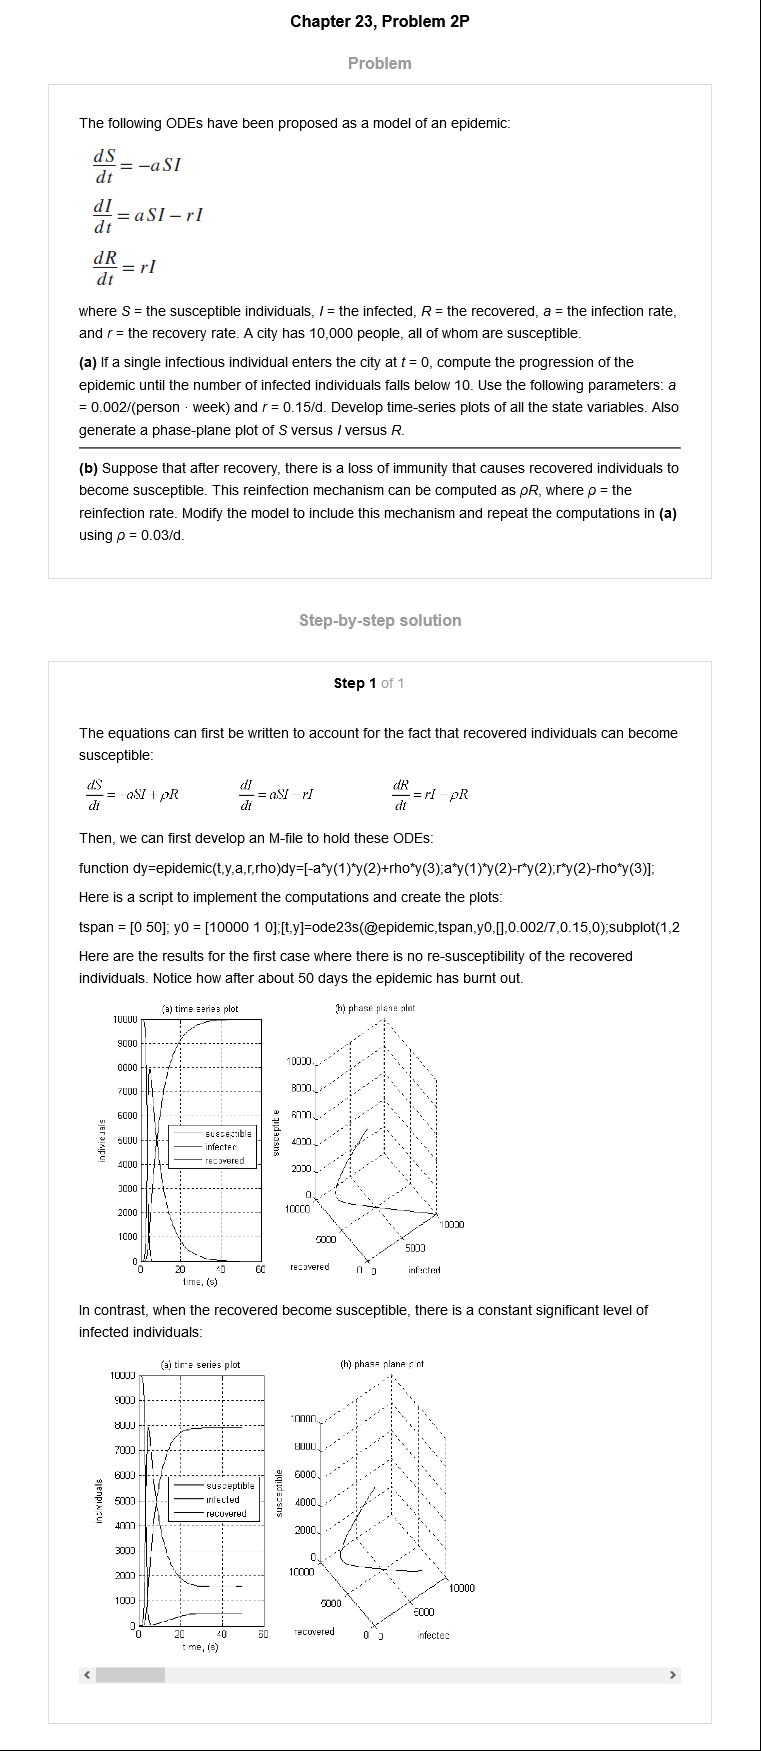 Chapter 23, Problem 2P
Problem
The following ODEs have been proposed as a model of an epidemic:
dS/dt = −aSI
dI/dt = aSI − rI
dR/dt = rI
where S = the susceptible individuals, I = the infected, R = the recovered, a = the infection rate,
and r = the recovery rate. A city has 10,000 people, all of whom are susceptible.
(a) If a single infectious individual enters the city at t = 0, compute the progression of the
epidemic until the number of infected individuals falls below 10. Use the following parameters: a
= 0.002/(person · week) and r = 0.15/d. Develop time-series plots of all the state variables. Also
generate a phase-plane plot of S versus I versus R.
(b) Suppose that after recovery, there is a loss of immunity that causes recovered individuals to
become susceptible. This reinfection mechanism can be computed as ρR, where ρ = the
reinfection rate. Modify the model to include this mechanism and repeat the computations in (a)
using ρ = 0.03/d.
Step-by-step solution
Step 1 of 1
The equations can first be written to account for the fact that recovered individuals can become
susceptible:
dS/dt = −aSI + ρR dI/dt = aSI − rI dR/dt = rI − ρR
Then, we can first develop an M-file to hold these ODEs:
function dy=epidemic(t,y,a,r,rho)dy=[-a*y(1)*y(2)+rho*y(3);a*y(1)*y(2)-r*y(2);r*y(2)-rho*y(3)];
Here is a script to implement the computations and create the plots:
tspan = [0 50]; y0 = [10000 1 0];[t,y]=ode23s(@epidemic,tspan,y0,[],0.002/7,0.15,0);subplot(1,2
Here are the results for the first case where there is no re-susceptibility of the recovered
individuals. Notice how after about 50 days the epidemic has burnt out.
(a) time series plot
10000
9000
8000
7000
6000
5000
4000
3000
2000
1000
0
individuals
susceptible
infected
recovered
0 20 40 60
time, (s)
(b) phase plane plot
10000
8000
6000
4000
2000
0
susceptible
10000
5000
0
recovered
0
5000
10000
infected
In contrast, when the recovered become susceptible, there is a constant significant level of
infected individuals:
(a) time series plot
10000
9000
8000
7000
6000
5000
4000
3000
2000
1000
0
individuals
susceptible
infected
recovered
0 20 40 60
time, (s)
(b) phase plane plot
10000
8000
6000
4000
2000
0
susceptible
10000
5000
0
recovered
0
5000
10000
infected